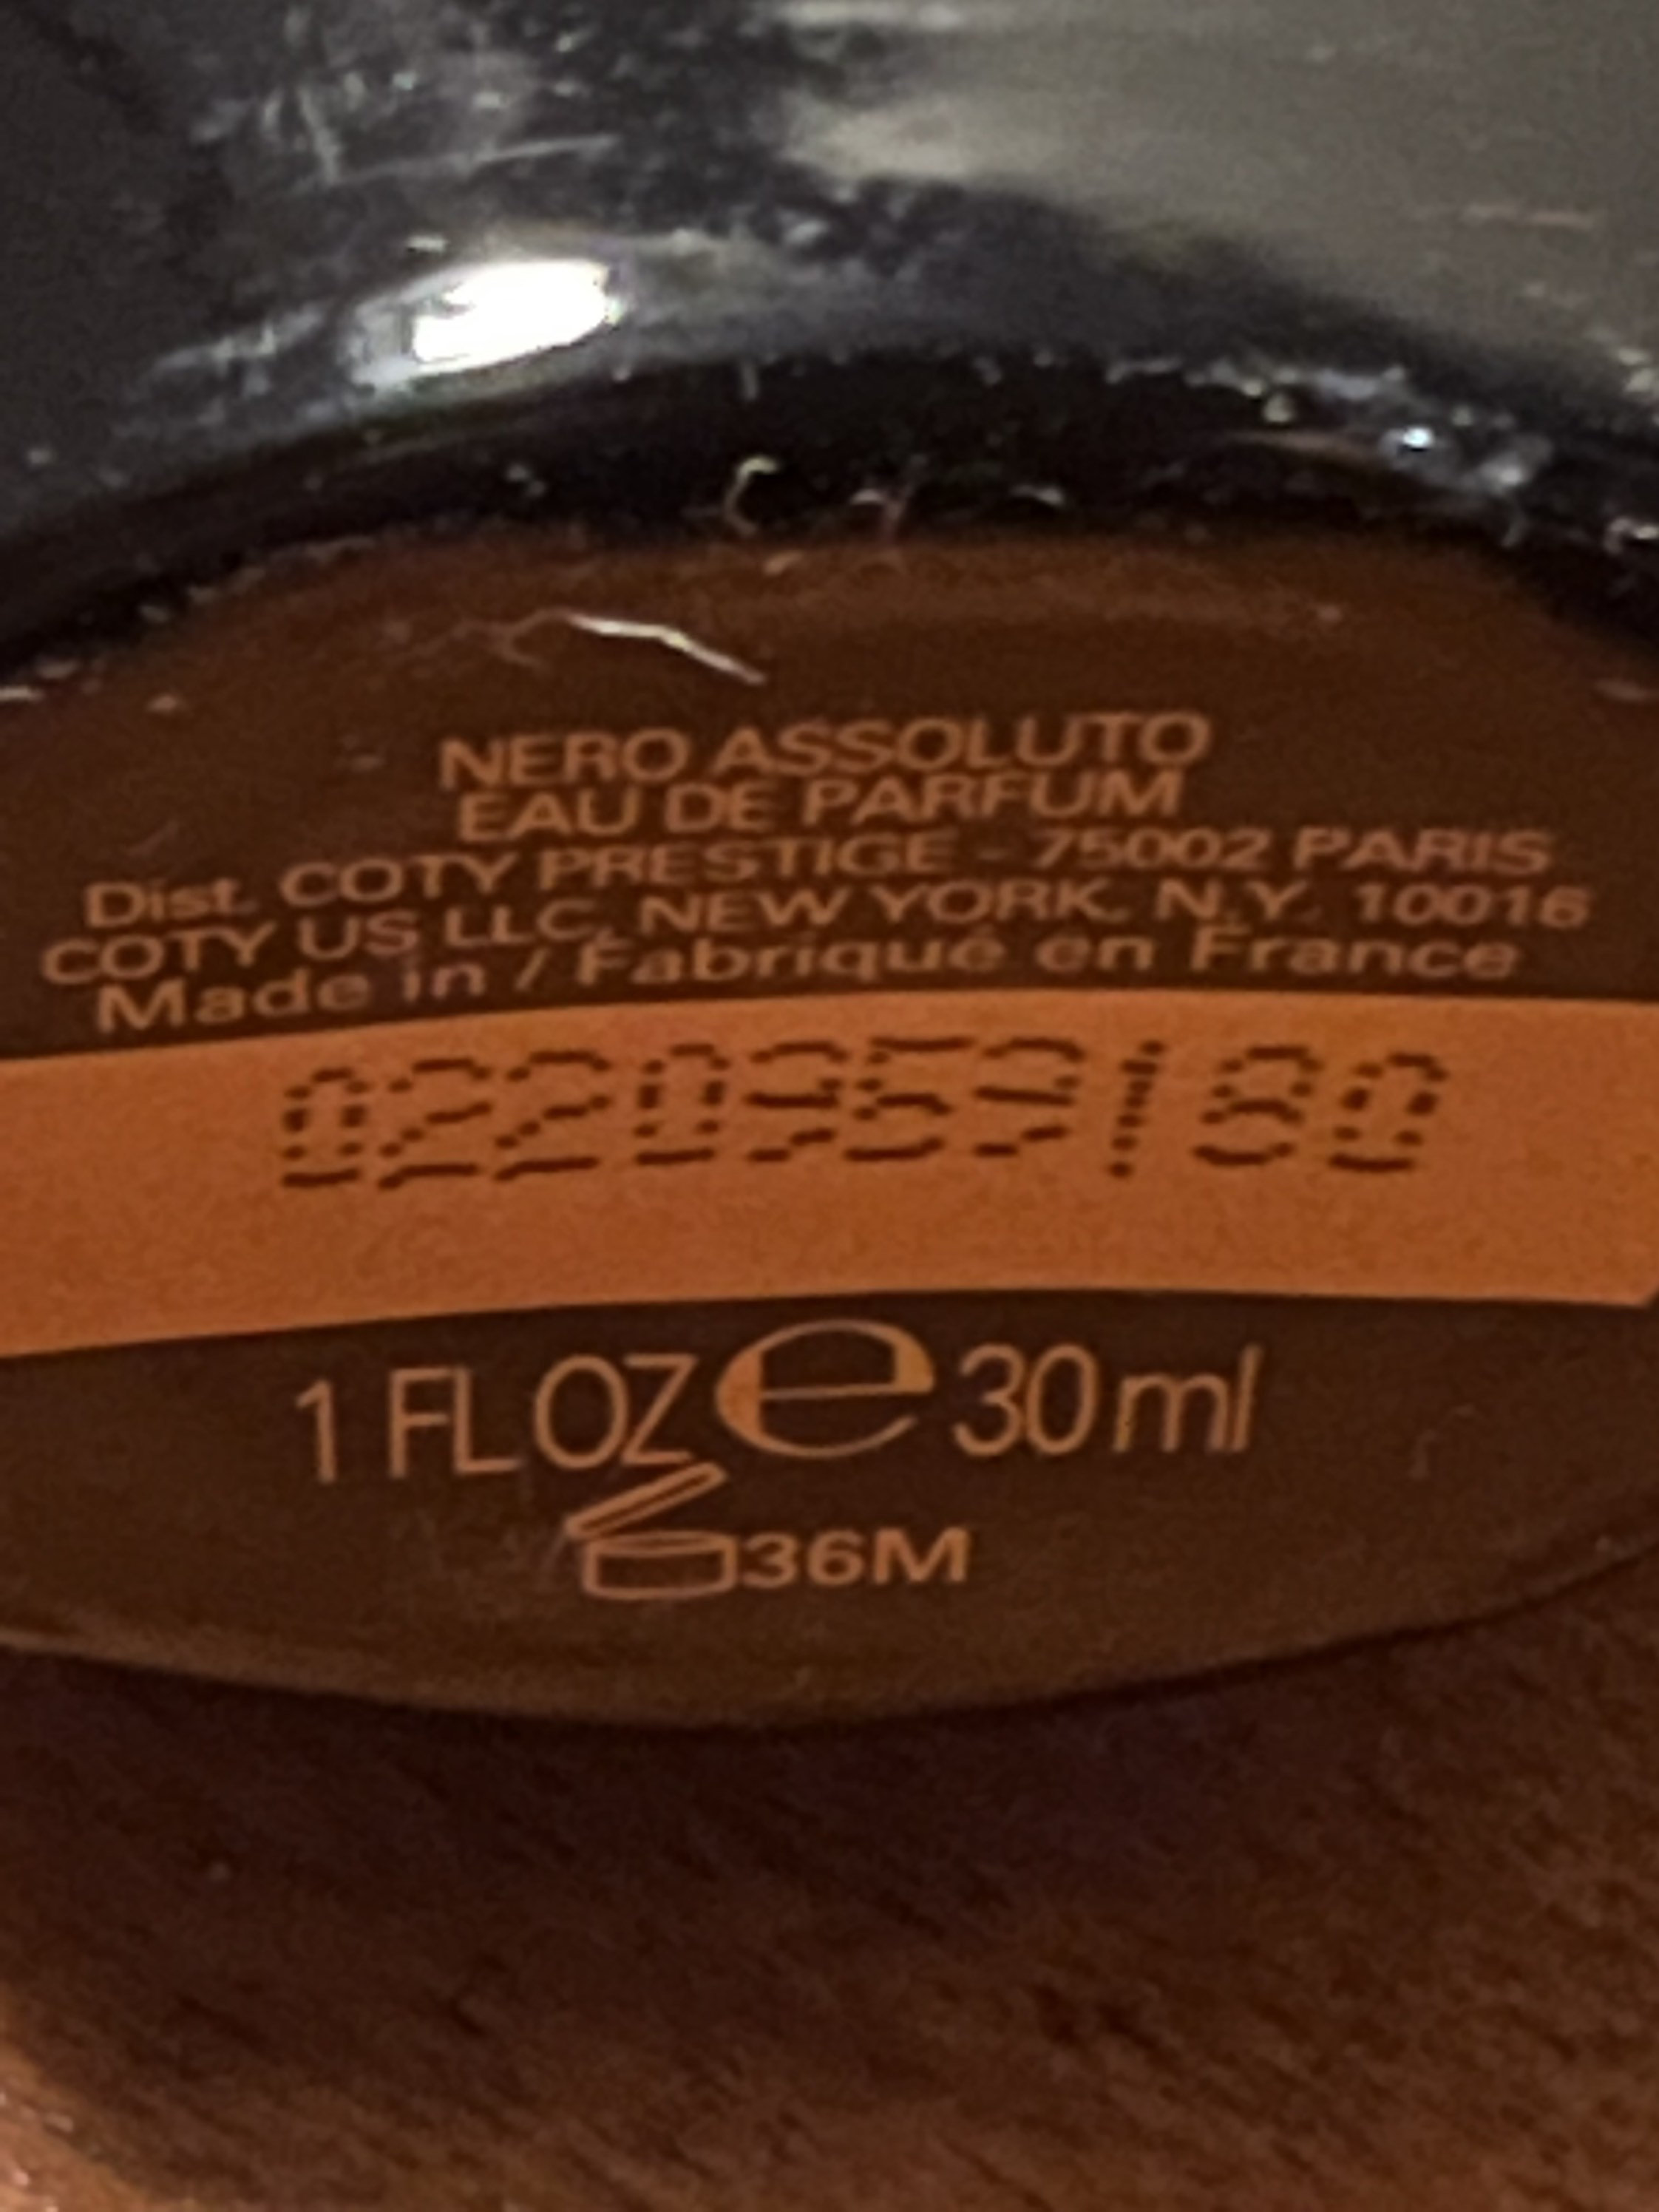 NERO ASSOLUTO
EAU DE PARFUM
Dist. COTY PRESTIGE - 75002 PARIS
COTY US LLC, NEW YORK, N.Y. 10016
Made in / Fabriqué en France
1 FL OZ e 30 ml
36M